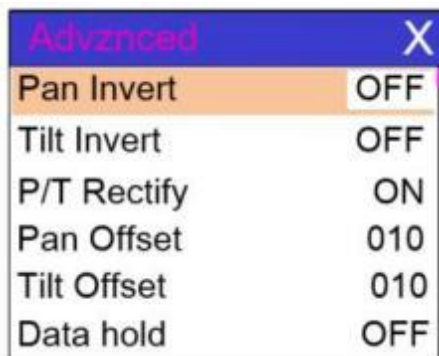 Advznced X
Pan Invert OFF
Tilt Invert OFF
P/T Rectify ON
Pan Offset 010
Tilt Offset 010
Data hold OFF